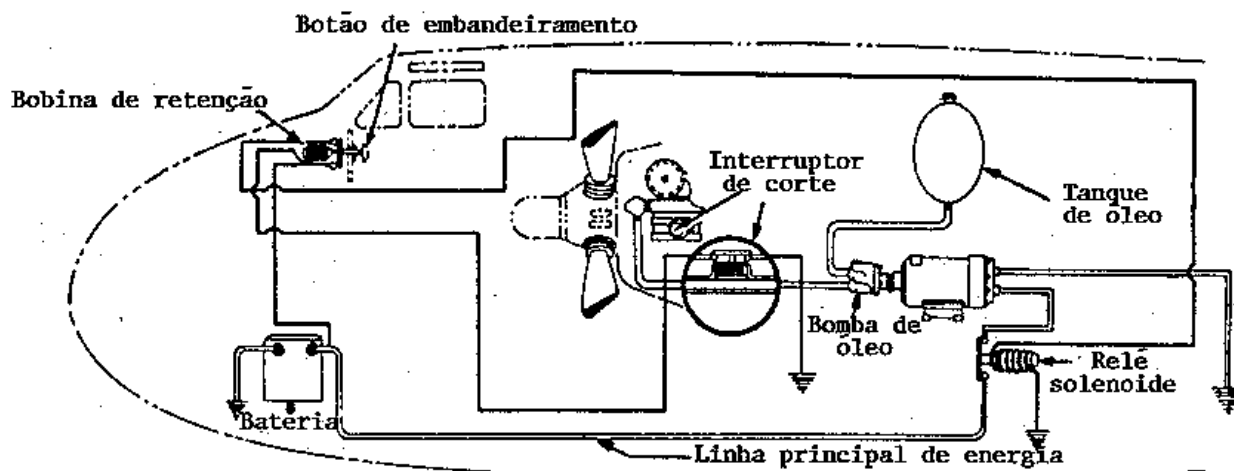 Botão de embandeiramento
Bobina de retenção
Interruptor
de corte
Tanque
de oleo
Bomba de
óleo
Relé
solenoide
Bateria
Linha principal de energia